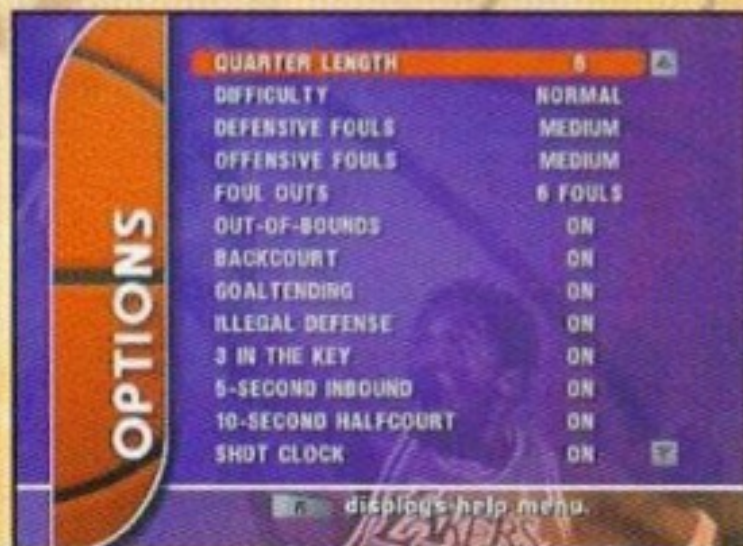 OPTIONS
QUARTER LENGTH 6
DIFFICULTY NORMAL
DEFENSIVE FOULS MEDIUM
OFFENSIVE FOULS MEDIUM
FOUL OUTS 6 FOULS
OUT-OF-BOUNDS ON
BACKCOURT ON
GOALTENDING ON
ILLEGAL DEFENSE ON
3 IN THE KEY ON
5-SECOND INBOUND ON
10-SECOND HALFCOURT ON
SHOT CLOCK ON
displays help menu.
LAKERS